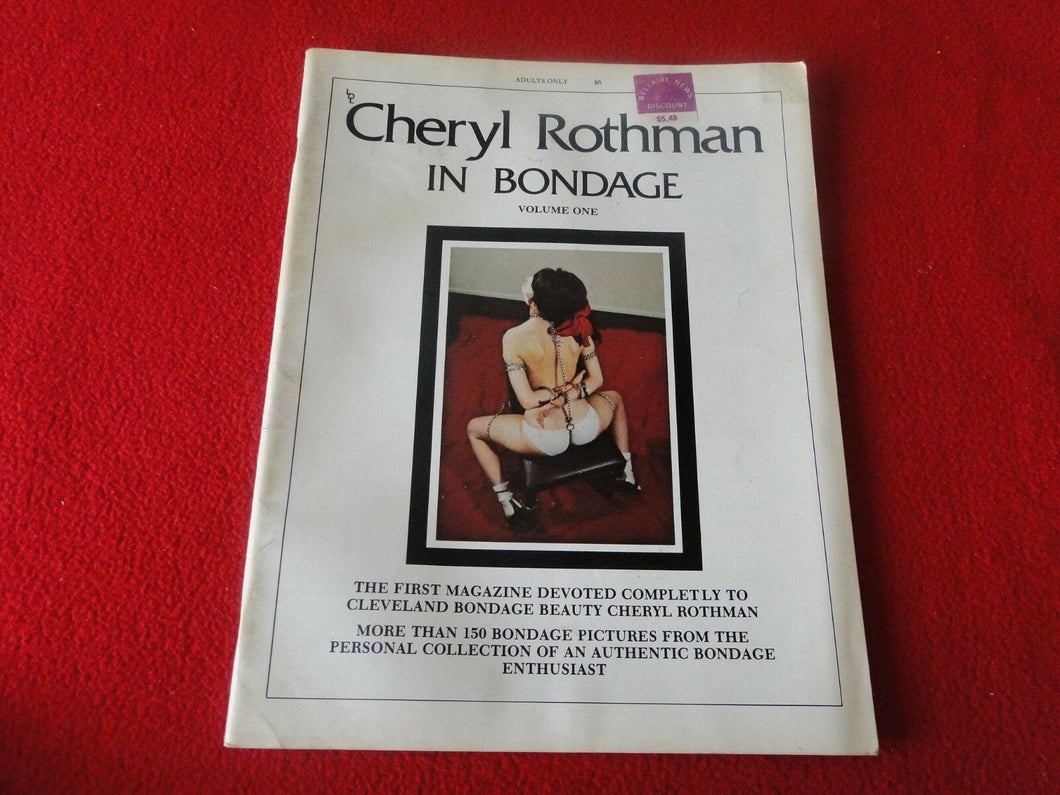 ADULTS ONLY $6
BELLAIRE NEWS
DISCOUNT
$5.49
Cheryl Rothman
IN BONDAGE
VOLUME ONE
THE FIRST MAGAZINE DEVOTED COMPLETLY TO
CLEVELAND BONDAGE BEAUTY CHERYL ROTHMAN
MORE THAN 150 BONDAGE PICTURES FROM THE
PERSONAL COLLECTION OF AN AUTHENTIC BONDAGE
ENTHUSIAST